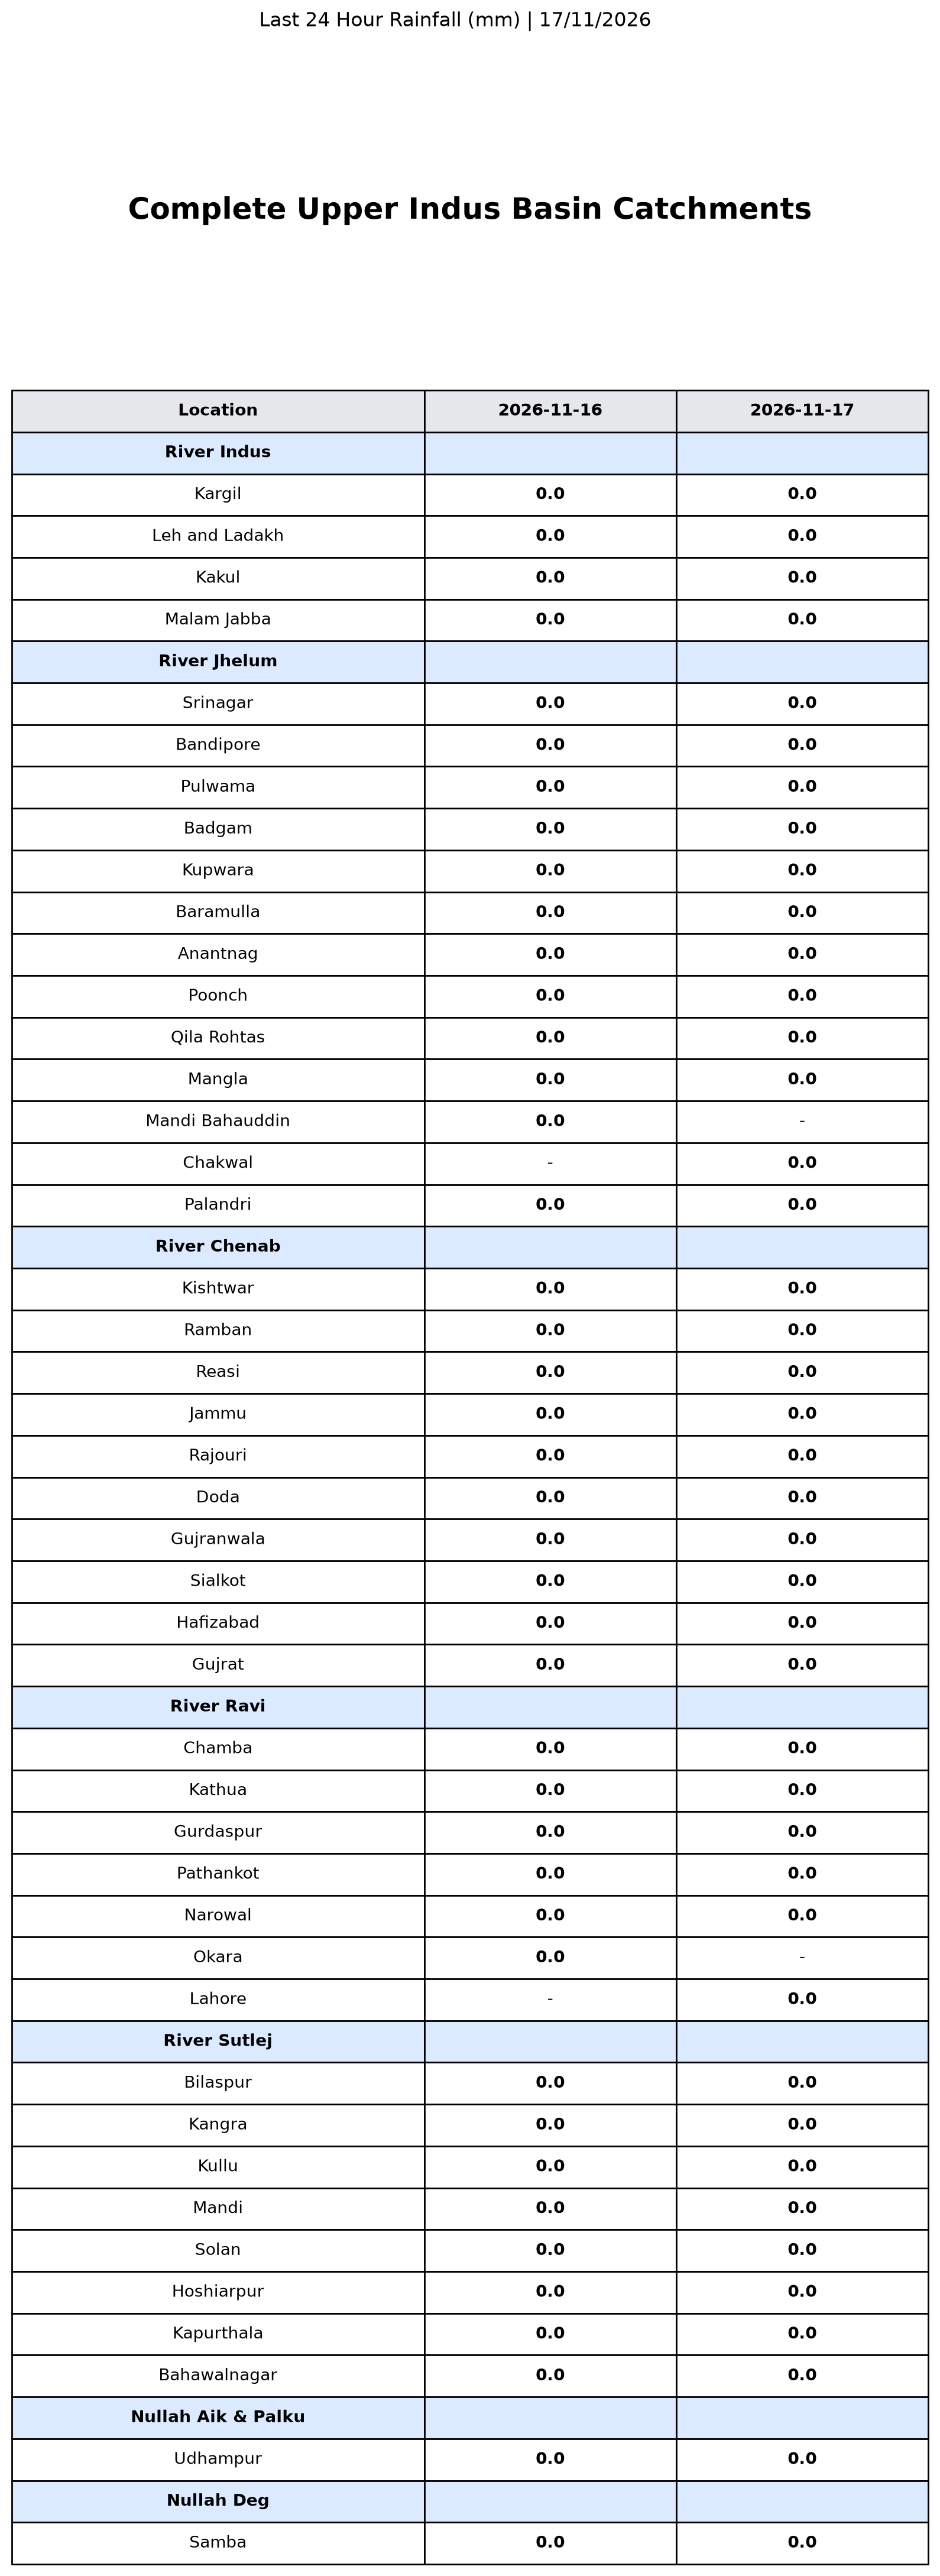 Last 24 Hour Rainfall (mm) | 17/11/2026
Complete Upper Indus Basin Catchments
Location 2026-11-16 2026-11-17
River Indus
Kargil 0.0 0.0
Leh and Ladakh 0.0 0.0
Kakul 0.0 0.0
Malam Jabba 0.0 0.0
River Jhelum
Srinagar 0.0 0.0
Bandipore 0.0 0.0
Pulwama 0.0 0.0
Badgam 0.0 0.0
Kupwara 0.0 0.0
Baramulla 0.0 0.0
Anantnag 0.0 0.0
Poonch 0.0 0.0
Qila Rohtas 0.0 0.0
Mangla 0.0 0.0
Mandi Bahauddin 0.0 -
Chakwal - 0.0
Palandri 0.0 0.0
River Chenab
Kishtwar 0.0 0.0
Ramban 0.0 0.0
Reasi 0.0 0.0
Jammu 0.0 0.0
Rajouri 0.0 0.0
Doda 0.0 0.0
Gujranwala 0.0 0.0
Sialkot 0.0 0.0
Hafizabad 0.0 0.0
Gujrat 0.0 0.0
River Ravi
Chamba 0.0 0.0
Kathua 0.0 0.0
Gurdaspur 0.0 0.0
Pathankot 0.0 0.0
Narowal 0.0 0.0
Okara 0.0 -
Lahore - 0.0
River Sutlej
Bilaspur 0.0 0.0
Kangra 0.0 0.0
Kullu 0.0 0.0
Mandi 0.0 0.0
Solan 0.0 0.0
Hoshiarpur 0.0 0.0
Kapurthala 0.0 0.0
Bahawalnagar 0.0 0.0
Nullah Aik & Palku
Udhampur 0.0 0.0
Nullah Deg
Samba 0.0 0.0